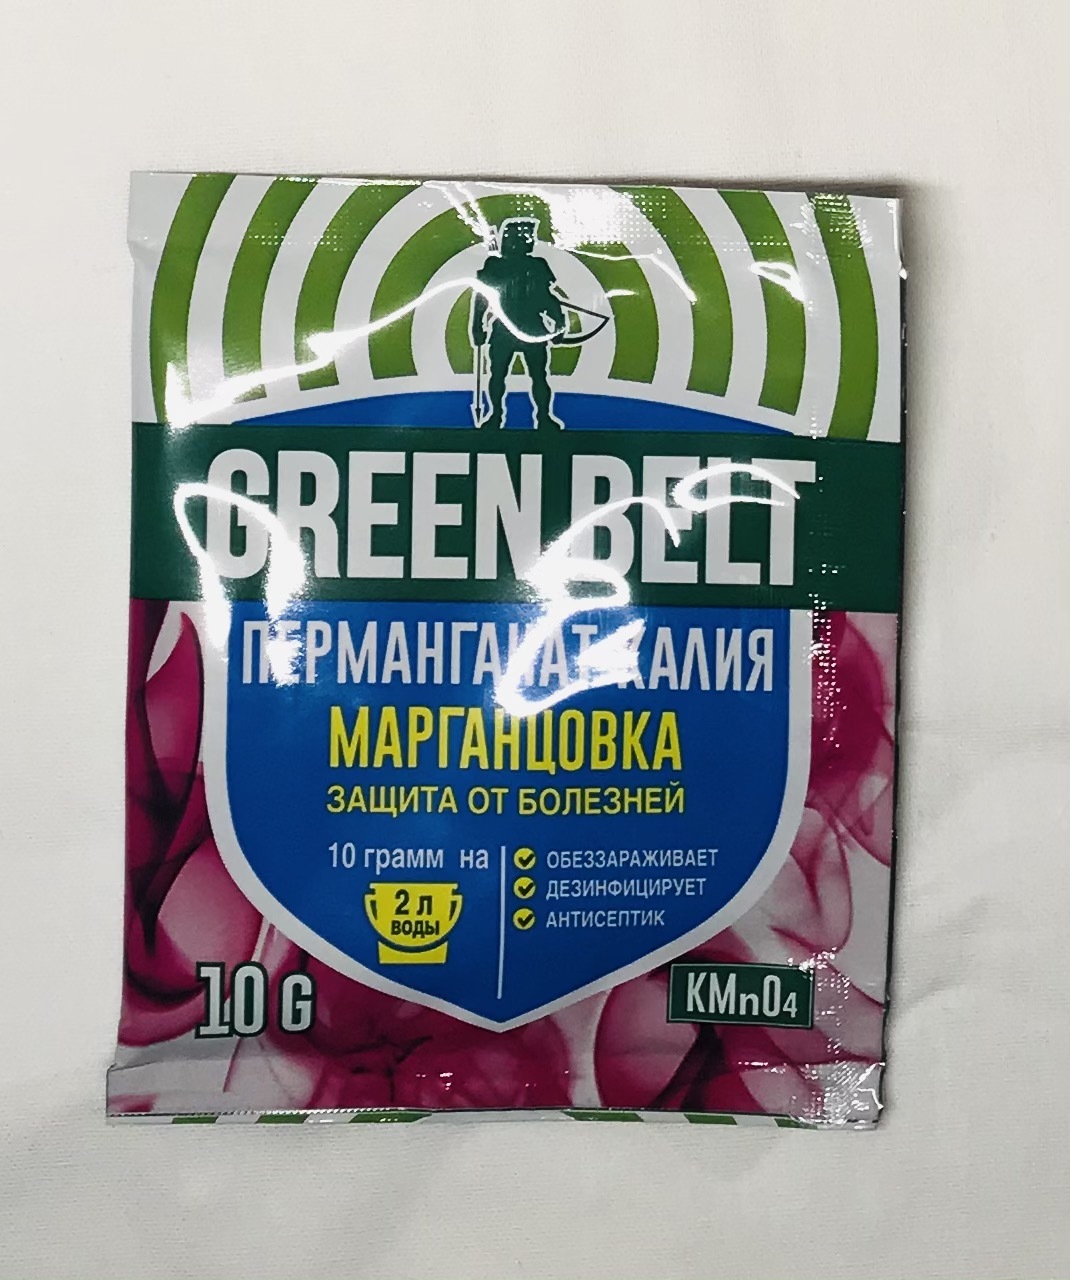 GREEN BELT
ПЕРМАНГАНАТ КАЛИЯ
МАРГАНЦОВКА
ЗАЩИТА ОТ БОЛЕЗНЕЙ
10 грамм на
2 л
воды
ОБЕЗЗАРАЖИВАЕТ
ДЕЗИНФИЦИРУЕТ
АНТИСЕПТИК
10 G
KMnO4